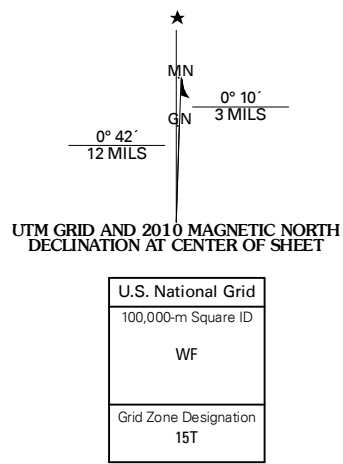 MN
0° 10´
3 MILS
GN
0° 42´
12 MILS
UTM GRID AND 2010 MAGNETIC NORTH
DECLINATION AT CENTER OF SHEET
U.S. National Grid
100,000-m Square ID
WF
Grid Zone Designation
15T